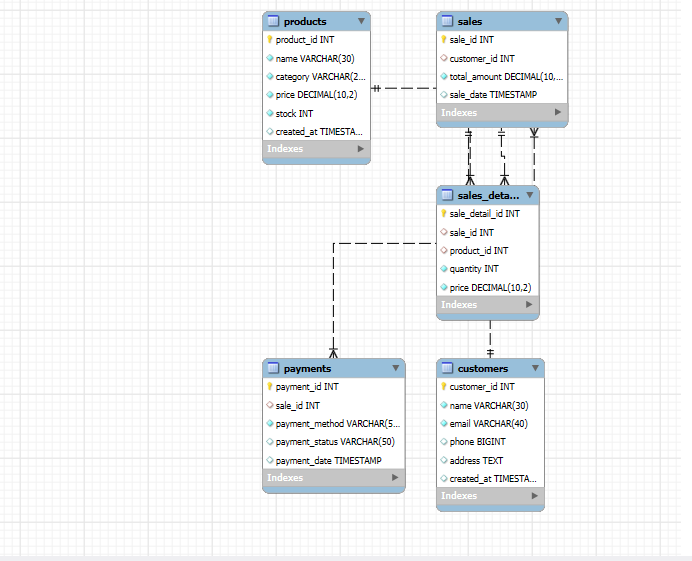 products
product_id INT
name VARCHAR(30)
category VARCHAR(2...
price DECIMAL(10,2)
stock INT
created_at TIMESTA...
Indexes
sales
sale_id INT
customer_id INT
total_amount DECIMAL(10,...
sale_date TIMESTAMP
Indexes
sales_deta...
sale_detail_id INT
sale_id INT
product_id INT
quantity INT
price DECIMAL(10,2)
Indexes
payments
payment_id INT
sale_id INT
payment_method VARCHAR(5...
payment_status VARCHAR(50)
payment_date TIMESTAMP
Indexes
customers
customer_id INT
name VARCHAR(30)
email VARCHAR(40)
phone BIGINT
address TEXT
created_at TIMESTA...
Indexes